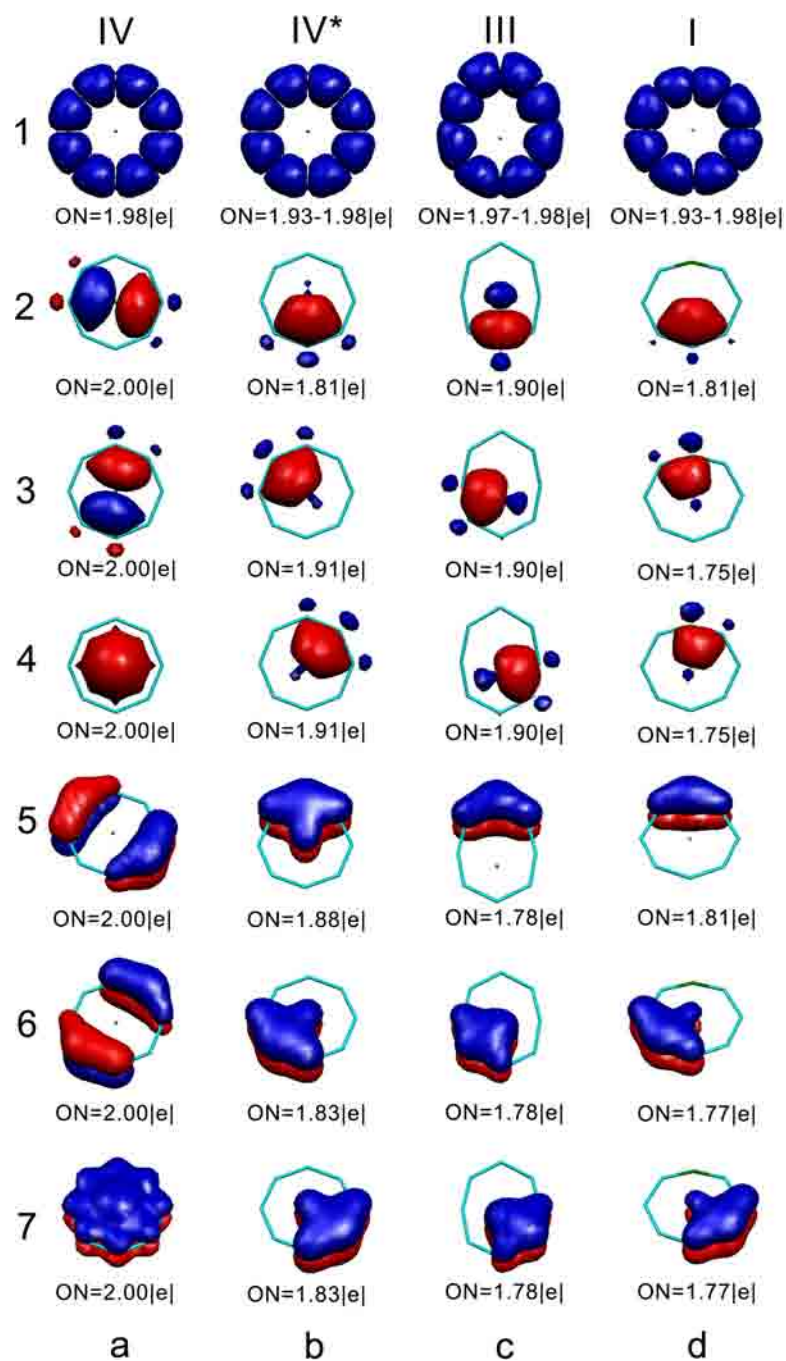 IV IV* III I
1
ON=1.98|e| ON=1.93-1.98|e| ON=1.97-1.98|e| ON=1.93-1.98|e|
2
ON=2.00|e| ON=1.81|e| ON=1.90|e| ON=1.81|e|
3
ON=2.00|e| ON=1.91|e| ON=1.90|e| ON=1.75|e|
4
ON=2.00|e| ON=1.91|e| ON=1.90|e| ON=1.75|e|
5
ON=2.00|e| ON=1.88|e| ON=1.78|e| ON=1.81|e|
6
ON=2.00|e| ON=1.83|e| ON=1.78|e| ON=1.77|e|
7
ON=2.00|e| ON=1.83|e| ON=1.78|e| ON=1.77|e|
a b c d